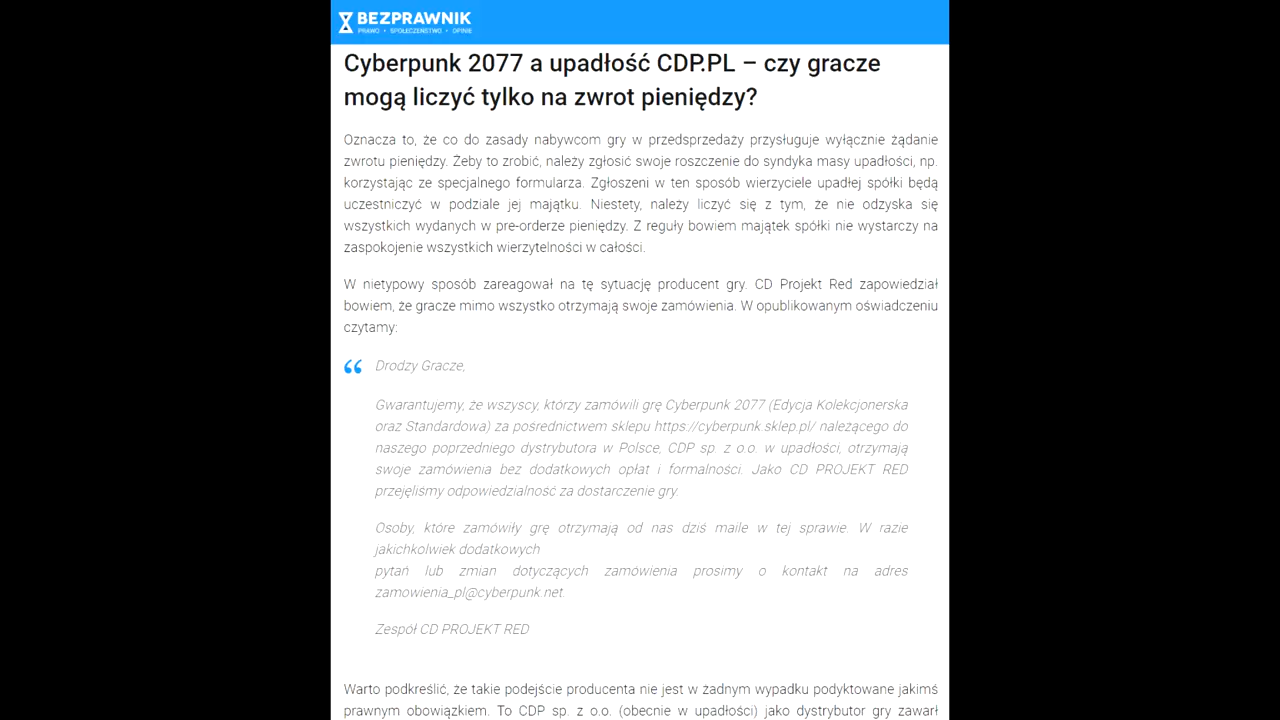 BEZPRAWNIK
PRAWO • SPOŁECZEŃSTWO • OPINIE
Cyberpunk 2077 a upadłość CDP.PL – czy gracze
mogą liczyć tylko na zwrot pieniędzy?
Oznacza to, że co do zasady nabywcom gry w przedsprzedaży przysługuje wyłącznie żądanie
zwrotu pieniędzy. Żeby to zrobić, należy zgłosić swoje roszczenie do syndyka masy upadłości, np.
korzystając ze specjalnego formularza. Zgłoszeni w ten sposób wierzyciele upadłej spółki będą
uczestniczyć w podziale jej majątku. Niestety, należy liczyć się z tym, że nie odzyska się
wszystkich wydanych w pre-orderze pieniędzy. Z reguły bowiem majątek spółki nie wystarczy na
zaspokojenie wszystkich wierzytelności w całości.
W nietypowy sposób zareagował na tę sytuację producent gry. CD Projekt Red zapowiedział
bowiem, że gracze mimo wszystko otrzymają swoje zamówienia. W opublikowanym oświadczeniu
czytamy:
“ Drodzy Gracze,
Gwarantujemy, że wszyscy, którzy zamówili grę Cyberpunk 2077 (Edycja Kolekcjonerska
oraz Standardowa) za pośrednictwem sklepu https://cyberpunk.sklep.pl/ należącego do
naszego poprzedniego dystrybutora w Polsce, CDP sp. z o.o. w upadłości, otrzymają
swoje zamówienia bez dodatkowych opłat i formalności. Jako CD PROJEKT RED
przejęliśmy odpowiedzialność za dostarczenie gry.
Osoby, które zamówiły grę otrzymają od nas dziś maile w tej sprawie. W razie
jakichkolwiek dodatkowych
pytań lub zmian dotyczących zamówienia prosimy o kontakt na adres
zamowienia_pl@cyberpunk.net.
Zespół CD PROJEKT RED
Warto podkreślić, że takie podejście producenta nie jest w żadnym wypadku podyktowane jakimś
prawnym obowiązkiem. To CDP sp. z o.o. (obecnie w upadłości) jako dystrybutor gry zawarł